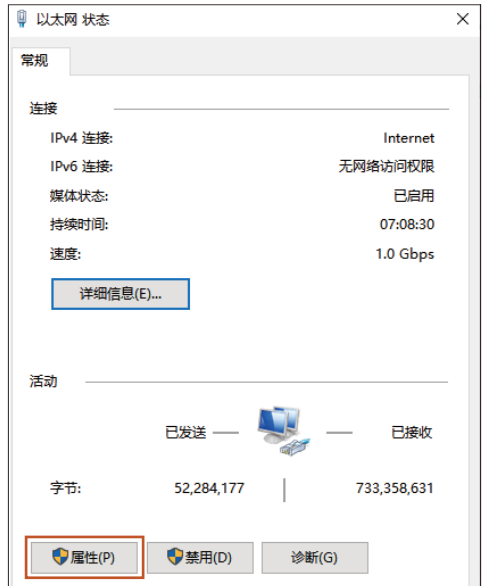 以太网 状态
常规
连接
IPv4 连接: Internet
IPv6 连接: 无网络访问权限
媒体状态: 已启用
持续时间: 07:08:30
速度: 1.0 Gbps
详细信息(E)...
活动
已发送 已接收
字节: 52,284,177 733,358,631
属性(P) 禁用(D) 诊断(G)